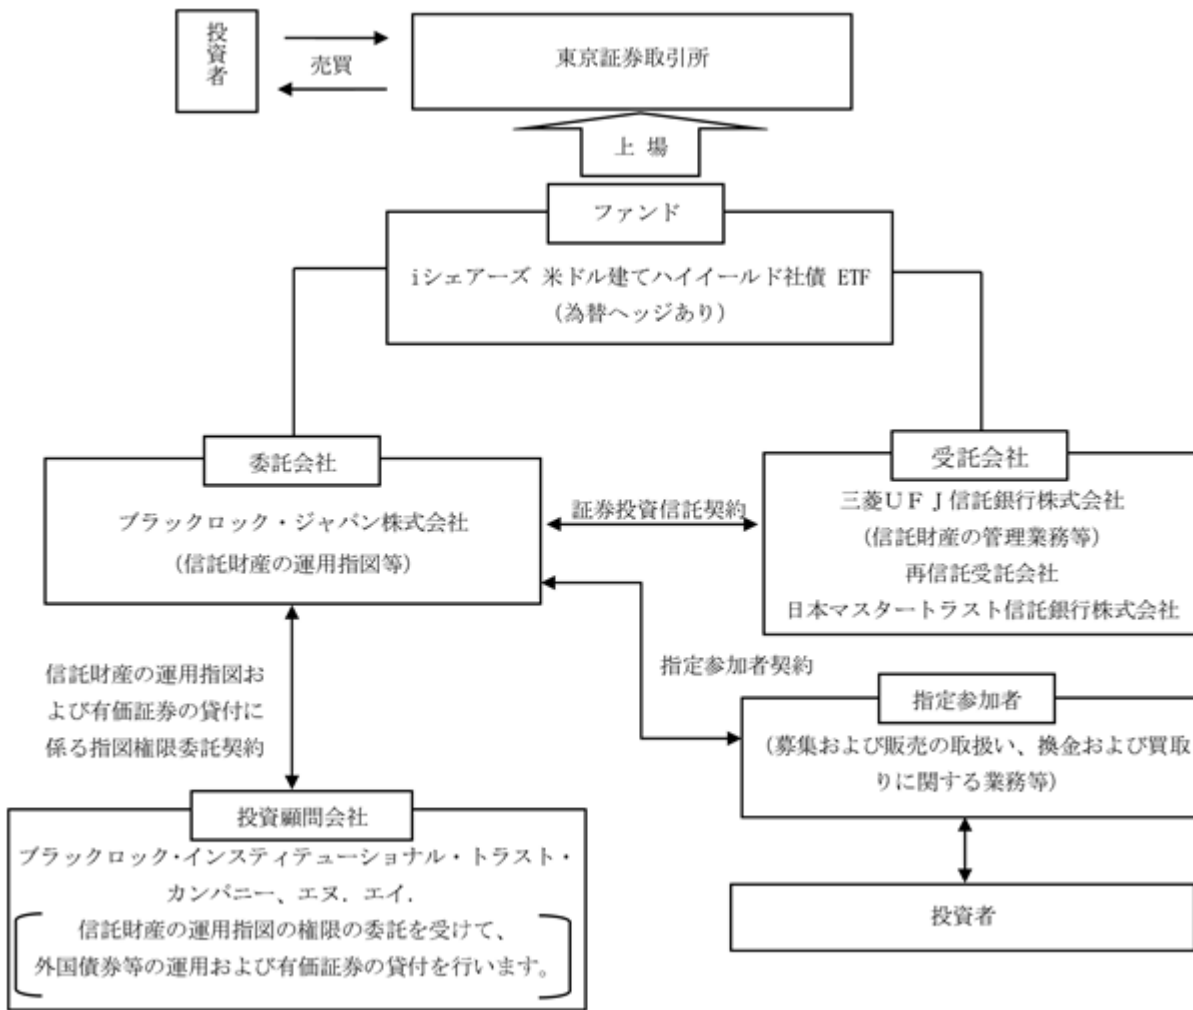 投資者
売買
東京証券取引所
上 場
ファンド
iシェアーズ 米ドル建てハイイールド社債 ETF
（為替ヘッジあり）
委託会社
ブラックロック・ジャパン株式会社
（信託財産の運用指図等）
証券投資信託契約
受託会社
三菱ＵＦＪ信託銀行株式会社
（信託財産の管理業務等）
再信託受託会社
日本マスタートラスト信託銀行株式会社
信託財産の運用指図お
よび有価証券の貸付に
係る指図権限委託契約
指定参加者契約
指定参加者
（募集および販売の取扱い、換金および買取
りに関する業務等）
投資顧問会社
ブラックロック・インスティテューショナル・トラスト・
カンパニー、エヌ．エイ．
信託財産の運用指図の権限の委託を受けて、
外国債券等の運用および有価証券の貸付を行います。
投資者